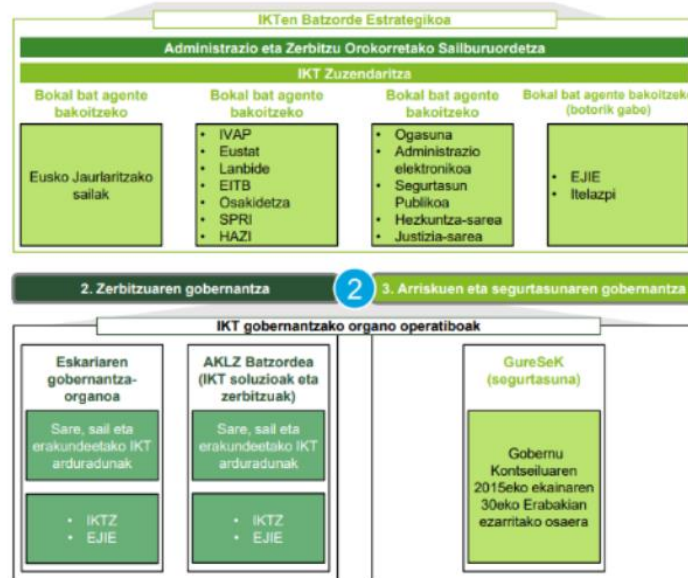 IKTen Batzorde Estrategikoa
Administrazio eta Zerbitzu Orokorretako Sailburuordetza
IKT Zuzendaritza
Bokal bat agente
bakoitzeko
Eusko Jaurlaritzako
sailak
Bokal bat agente
bakoitzeko
• IVAP
• Eustat
• Lanbide
• EITB
• Osakidetza
• SPRI
• HAZI
Bokal bat agente
bakoitzeko
• Ogasuna
• Administrazio
elektronikoa
• Segurtasun
Publikoa
• Hezkuntza-sarea
• Justizia-sarea
Bokal bat agente bakoitzeko
(botorik gabe)
• EJIE
• Itelazpi
2. Zerbitzuaren gobernantza
2
3. Arriskuen eta segurtasunaren gobernantza
IKT gobernantzako organo operatiboak
Eskariaren
gobernantza-
organoa
Sare, sail eta
erakundeetako IKT
arduradunak
• IKTZ
• EJIE
AKLZ Batzordea
(IKT soluzioak eta
zerbitzuak)
Sare, sail eta
erakundeetako IKT
arduradunak
• IKTZ
• EJIE
GureSeK
(segurtasuna)
Gobernu
Kontseiluaren
2015eko ekainaren
30eko Erabakian
ezarritako osaera